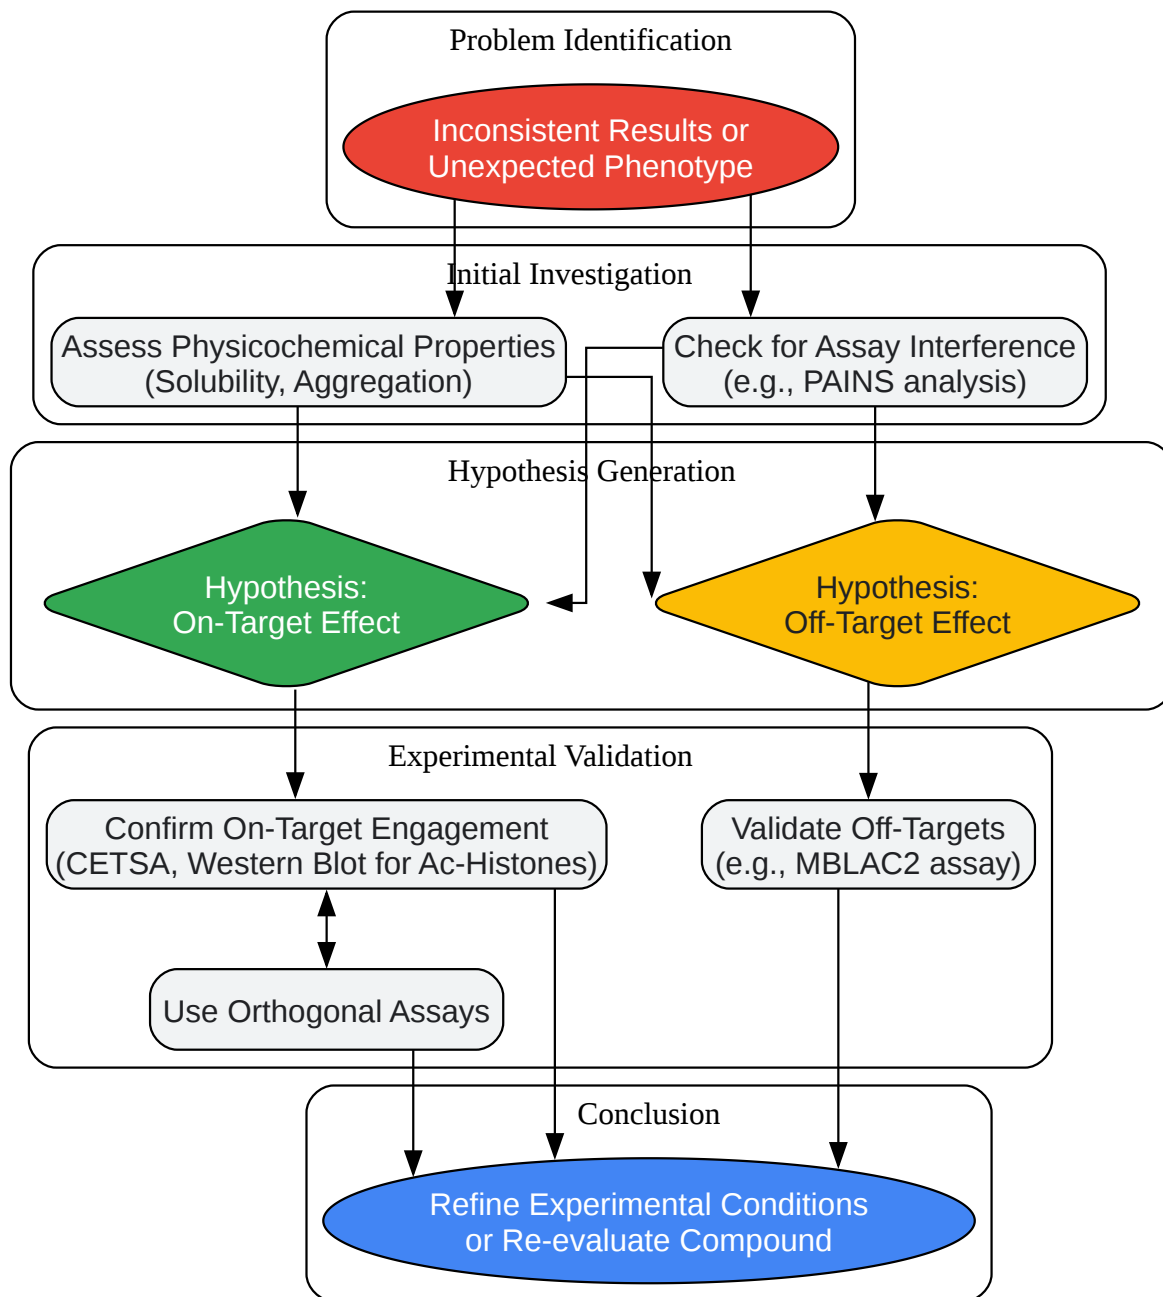 Problem Identification
Inconsistent Results or
Unexpected Phenotype
Initial Investigation
Assess Physicochemical Properties
(Solubility, Aggregation)
Check for Assay Interference
(e.g., PAINS analysis)
Hypothesis Generation
Hypothesis:
On-Target Effect
Hypothesis:
Off-Target Effect
Experimental Validation
Confirm On-Target Engagement
(CETSA, Western Blot for Ac-Histones)
Validate Off-Targets
(e.g., MBLAC2 assay)
Use Orthogonal Assays
Conclusion
Refine Experimental Conditions
or Re-evaluate Compound